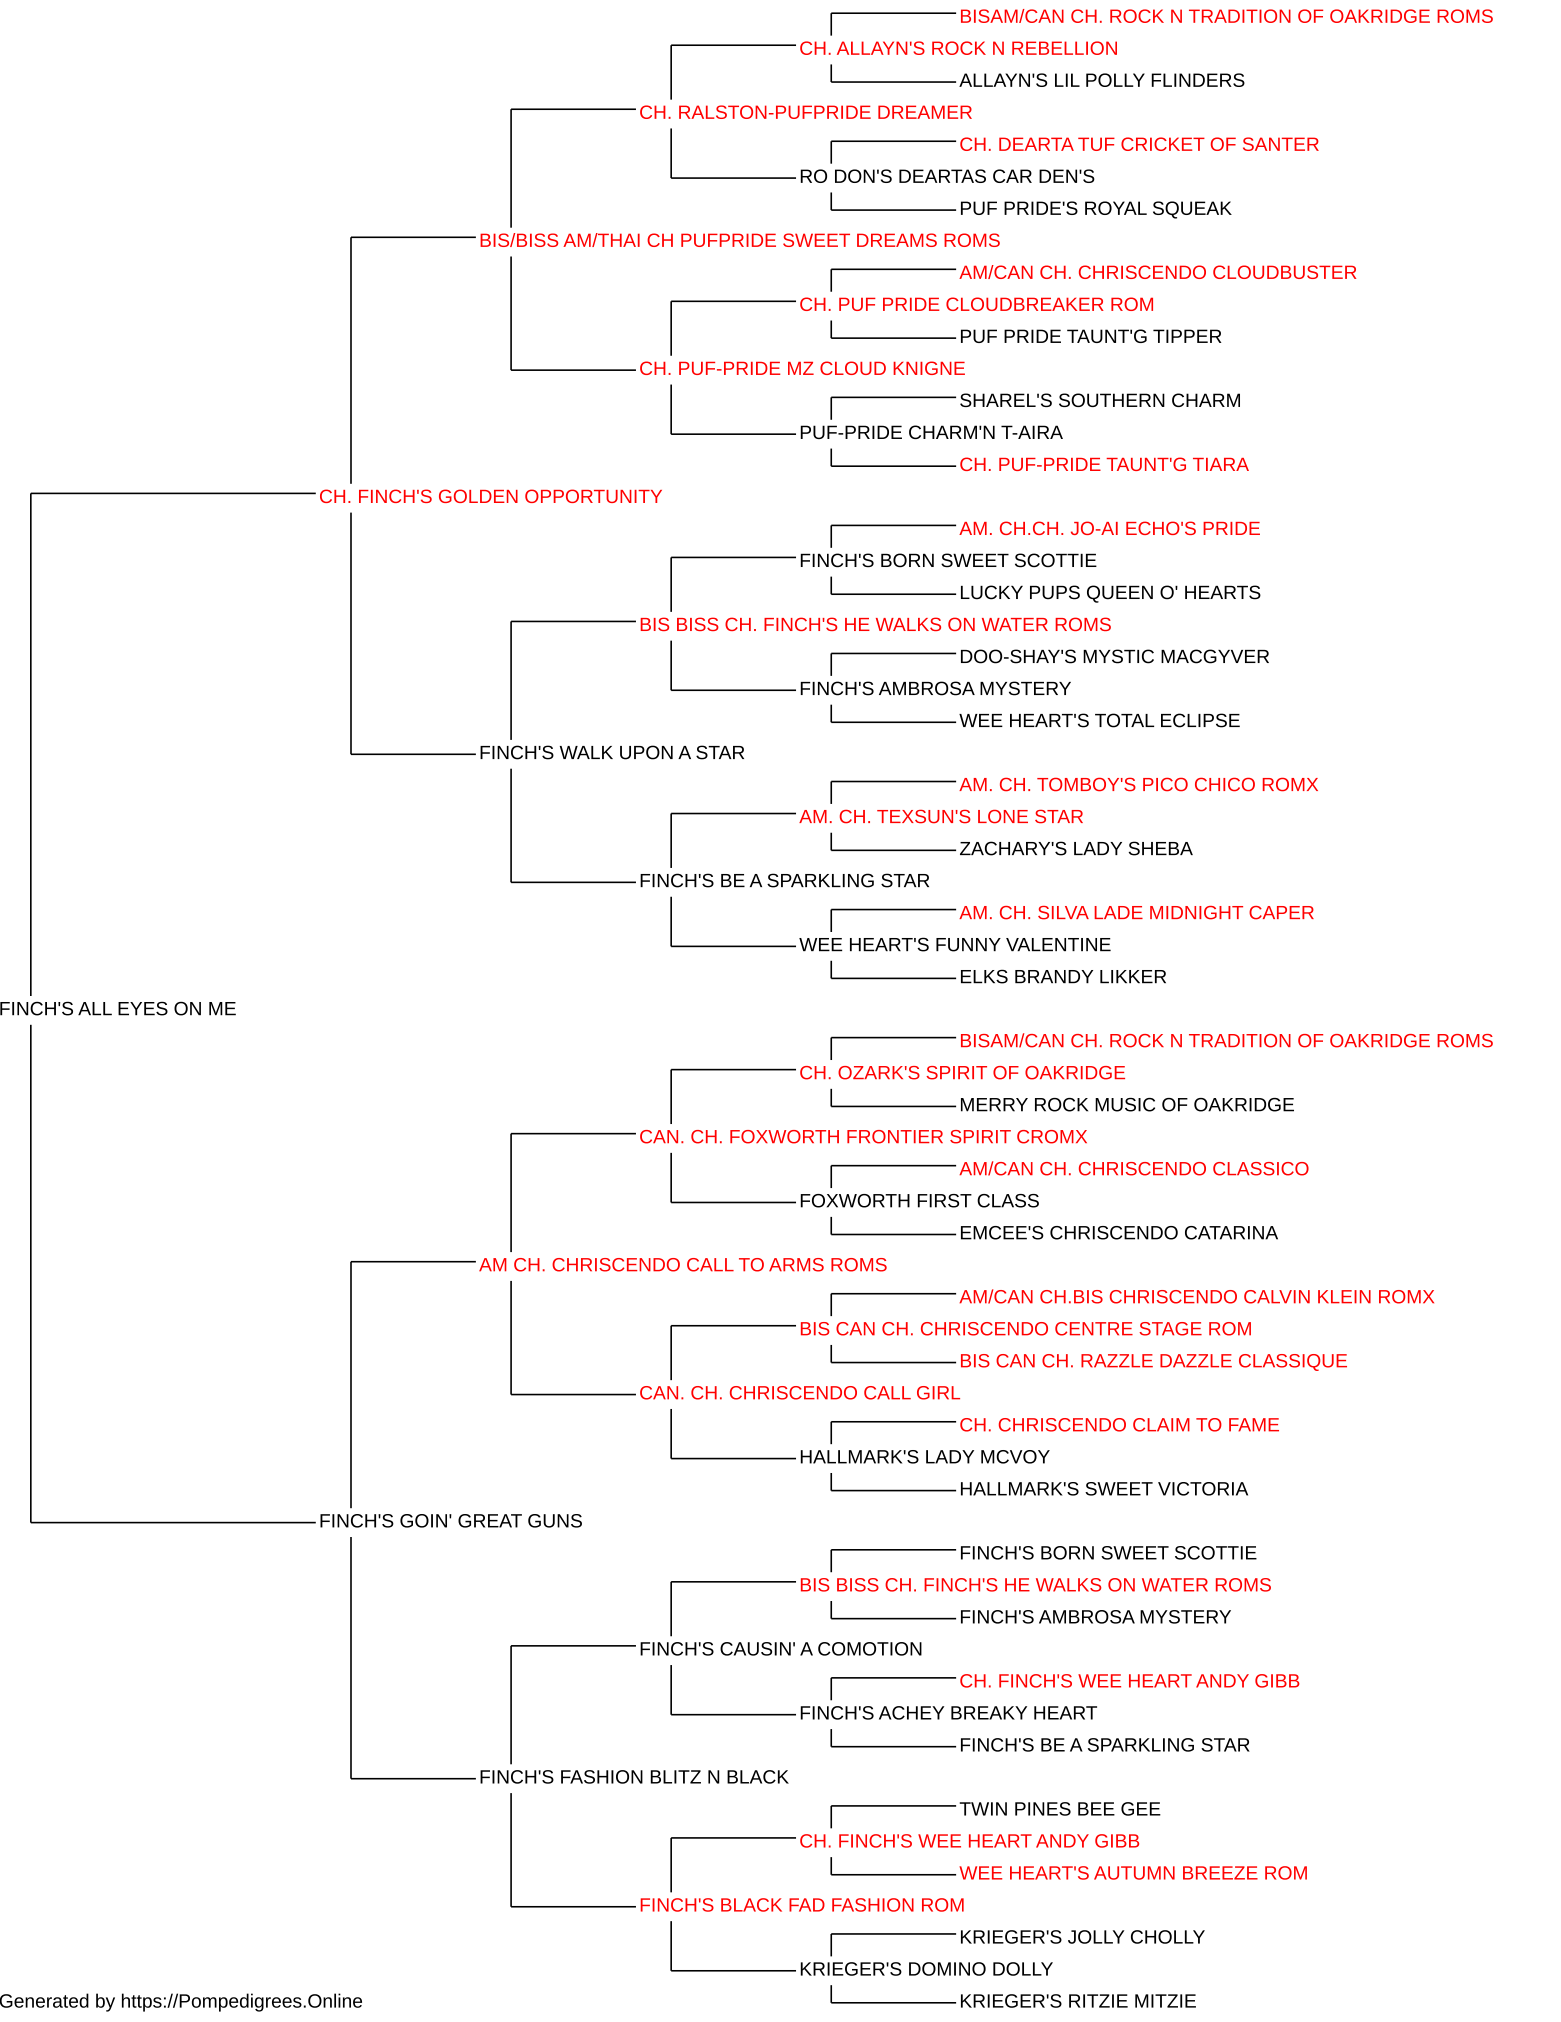 BISAM/CAN CH. ROCK N TRADITION OF OAKRIDGE ROMS
CH. ALLAYN'S ROCK N REBELLION
ALLAYN'S LIL POLLY FLINDERS
CH. RALSTON-PUFPRIDE DREAMER
CH. DEARTA TUF CRICKET OF SANTER
RO DON'S DEARTAS CAR DEN'S
PUF PRIDE'S ROYAL SQUEAK
BIS/BISS AM/THAI CH PUFPRIDE SWEET DREAMS ROMS
AM/CAN CH. CHRISCENDO CLOUDBUSTER
CH. PUF PRIDE CLOUDBREAKER ROM
PUF PRIDE TAUNT'G TIPPER
CH. PUF-PRIDE MZ CLOUD KNIGNE
SHAREL'S SOUTHERN CHARM
PUF-PRIDE CHARM'N T-AIRA
CH. PUF-PRIDE TAUNT'G TIARA
CH. FINCH'S GOLDEN OPPORTUNITY
AM. CH.CH. JO-AI ECHO'S PRIDE
FINCH'S BORN SWEET SCOTTIE
LUCKY PUPS QUEEN O' HEARTS
BIS BISS CH. FINCH'S HE WALKS ON WATER ROMS
DOO-SHAY'S MYSTIC MACGYVER
FINCH'S AMBROSA MYSTERY
WEE HEART'S TOTAL ECLIPSE
FINCH'S WALK UPON A STAR
AM. CH. TOMBOY'S PICO CHICO ROMX
AM. CH. TEXSUN'S LONE STAR
ZACHARY'S LADY SHEBA
FINCH'S BE A SPARKLING STAR
AM. CH. SILVA LADE MIDNIGHT CAPER
WEE HEART'S FUNNY VALENTINE
ELKS BRANDY LIKKER
FINCH'S ALL EYES ON ME
BISAM/CAN CH. ROCK N TRADITION OF OAKRIDGE ROMS
CH. OZARK'S SPIRIT OF OAKRIDGE
MERRY ROCK MUSIC OF OAKRIDGE
CAN. CH. FOXWORTH FRONTIER SPIRIT CROMX
AM/CAN CH. CHRISCENDO CLASSICO
FOXWORTH FIRST CLASS
EMCEE'S CHRISCENDO CATARINA
AM CH. CHRISCENDO CALL TO ARMS ROMS
AM/CAN CH.BIS CHRISCENDO CALVIN KLEIN ROMX
BIS CAN CH. CHRISCENDO CENTRE STAGE ROM
BIS CAN CH. RAZZLE DAZZLE CLASSIQUE
CAN. CH. CHRISCENDO CALL GIRL
CH. CHRISCENDO CLAIM TO FAME
HALLMARK'S LADY MCVOY
HALLMARK'S SWEET VICTORIA
FINCH'S GOIN' GREAT GUNS
FINCH'S BORN SWEET SCOTTIE
BIS BISS CH. FINCH'S HE WALKS ON WATER ROMS
FINCH'S AMBROSA MYSTERY
FINCH'S CAUSIN' A COMOTION
CH. FINCH'S WEE HEART ANDY GIBB
FINCH'S ACHEY BREAKY HEART
FINCH'S BE A SPARKLING STAR
FINCH'S FASHION BLITZ N BLACK
TWIN PINES BEE GEE
CH. FINCH'S WEE HEART ANDY GIBB
WEE HEART'S AUTUMN BREEZE ROM
FINCH'S BLACK FAD FASHION ROM
KRIEGER'S JOLLY CHOLLY
KRIEGER'S DOMINO DOLLY
KRIEGER'S RITZIE MITZIE
Generated by https://Pompedigrees.Online